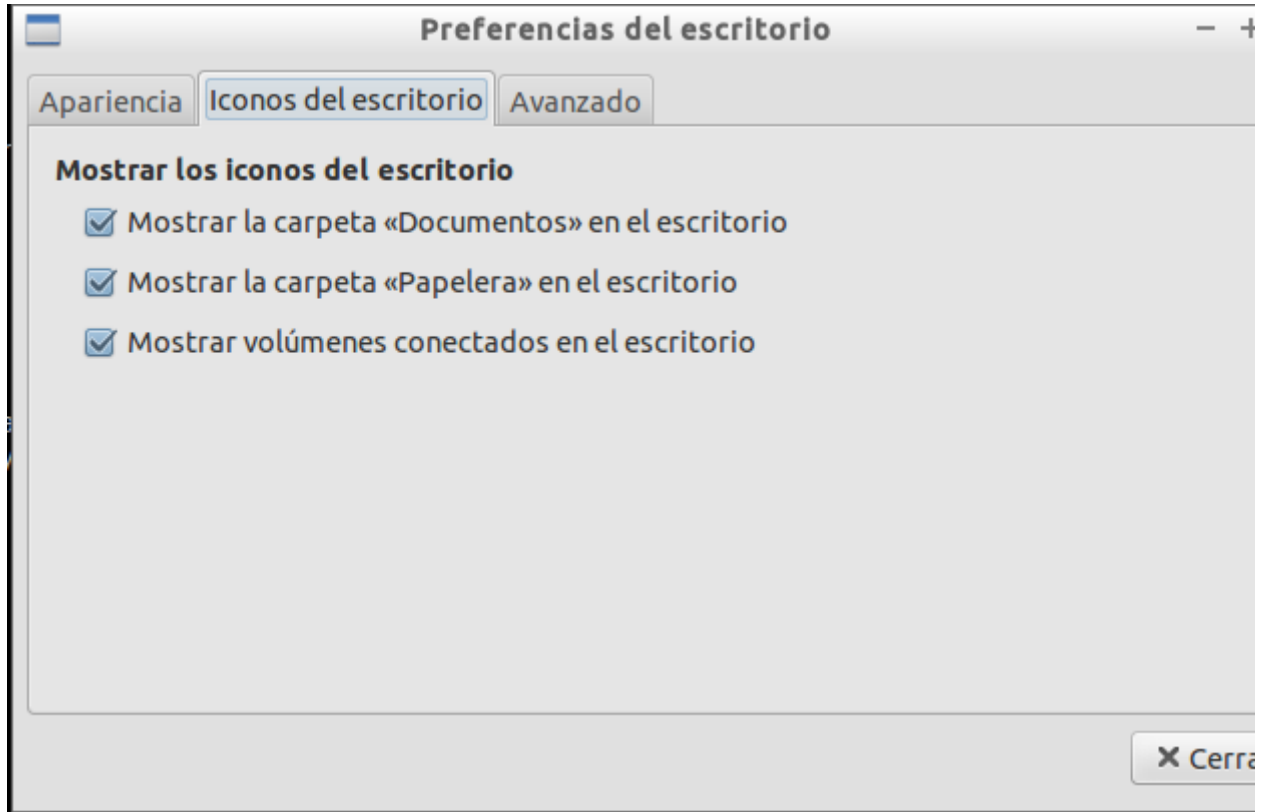 Preferencias del escritorio
Apariencia Iconos del escritorio Avanzado
Mostrar los iconos del escritorio
Mostrar la carpeta «Documentos» en el escritorio
Mostrar la carpeta «Papelera» en el escritorio
Mostrar volúmenes conectados en el escritorio
Cerra